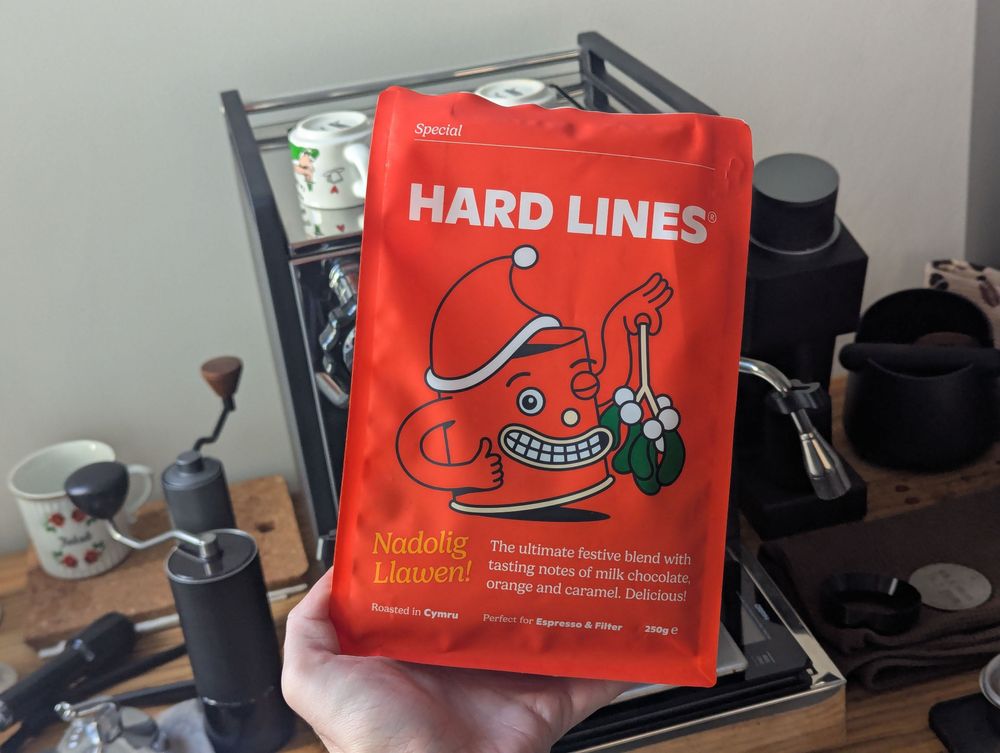 Special
HARD LINES®
Nadolig
Llawen!
The ultimate festive blend with
tasting notes of milk chocolate,
orange and caramel. Delicious!
Roasted in Cymru
Perfect for Espresso & Filter
250g e